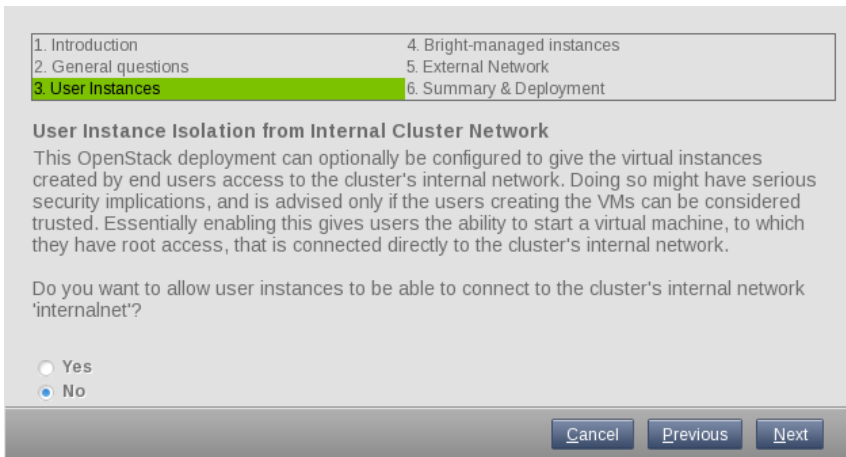 1. Introduction
2. General questions
3. User Instances
4. Bright-managed instances
5. External Network
6. Summary & Deployment
User Instance Isolation from Internal Cluster Network
This OpenStack deployment can optionally be configured to give the virtual instances
created by end users access to the cluster's internal network. Doing so might have serious
security implications, and is advised only if the users creating the VMs can be considered
trusted. Essentially enabling this gives users the ability to start a virtual machine, to which
they have root access, that is connected directly to the cluster's internal network.
Do you want to allow user instances to be able to connect to the cluster's internal network
'internalnet'?
Yes
No
Cancel
Previous
Next